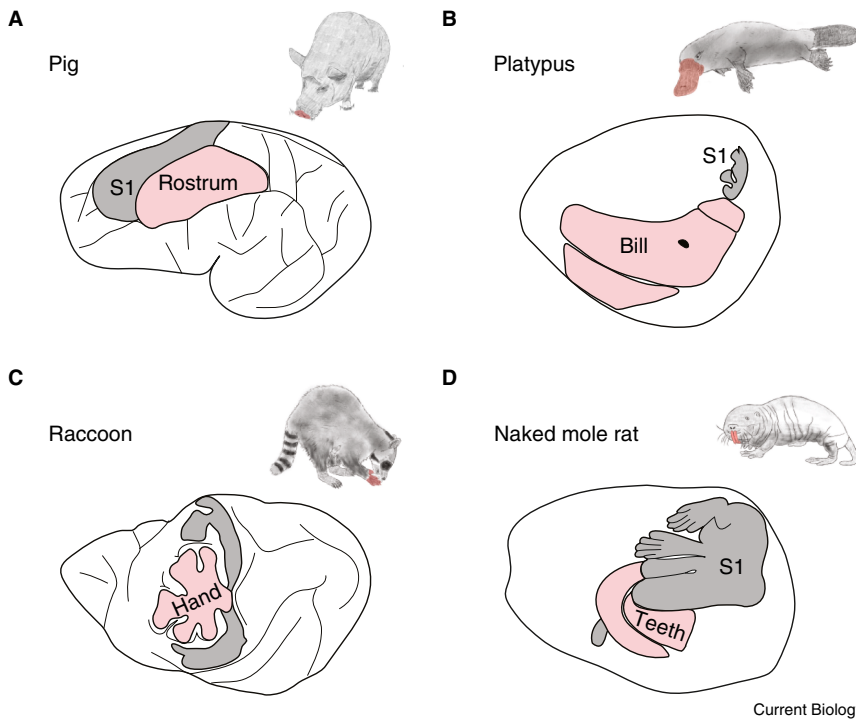 A
Pig
S1
Rostrum
B
Platypus
S1
Bill
C
Raccoon
Hand
D
Naked mole rat
S1
Teeth
Current Biolog